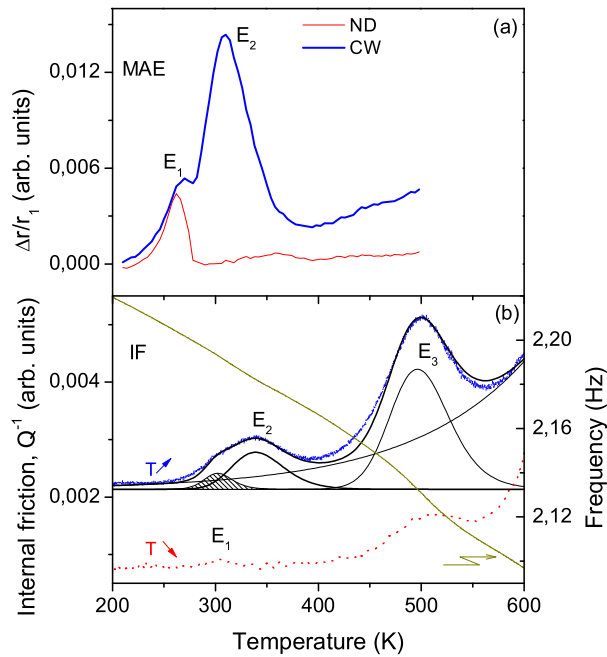 (a)
ND
CW
MAE
E2
E1
0,012
0,006
0,000
Δr/r1 (arb. units)
(b)
IF
E3
E2
T
E1
T
0,004
0,002
Internal friction, Q-1 (arb. units)
2,20
2,16
2,12
Frequency (Hz)
200 300 400 500 600
Temperature (K)